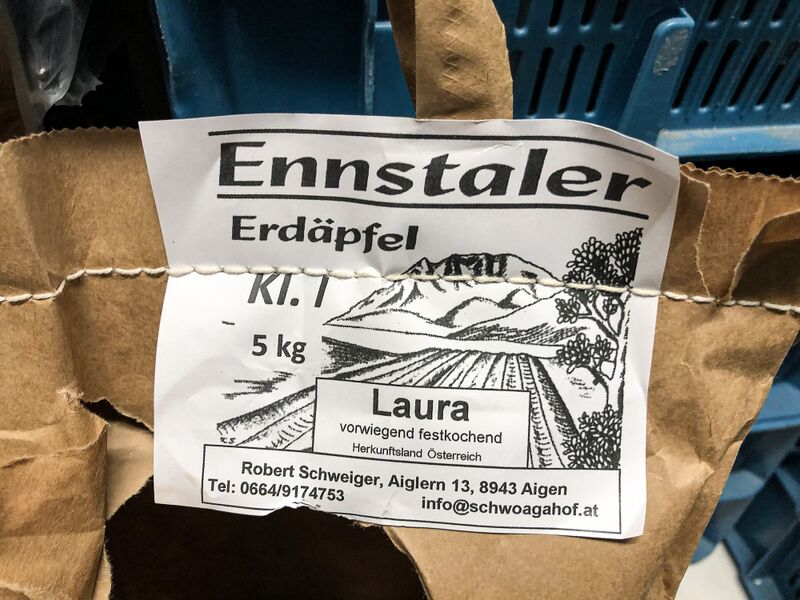 Ennstaler
Erdäpfel
Kl. I
5 kg
Laura
vorwiegend festkochend
Herkunftsland Österreich
Robert Schweiger, Aiglern 13, 8943 Aigen
Tel: 0664/9174753 info@schwoagahof.at